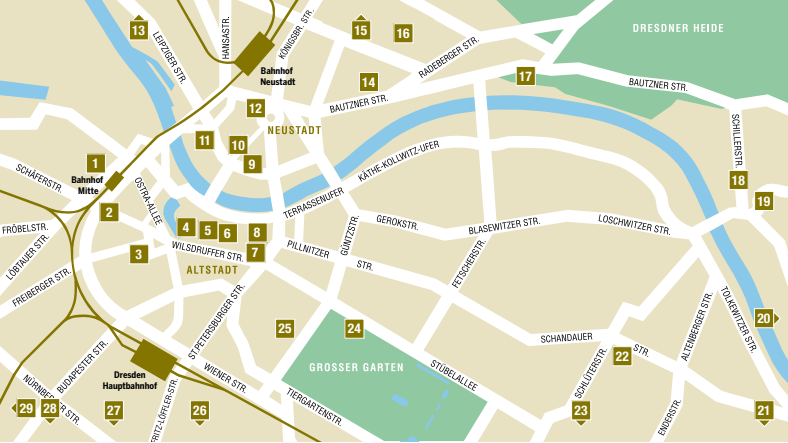 13
LEIPZIGER STR.
HANSASTR.
KÖNIGSBR. STR.
15
16
RADEBERGER STR.
DRESDNER HEIDE
Bahnhof
Neustadt
14
17
BAUTZNER STR.
BAUTZNER STR.
12
NEUSTADT
11
10
9
KÄTHE-KOLLWITZ-UFER
SCHILLERSTR.
1
Bahnhof
Mitte
SCHÄFERSTR.
OSTRA-ALLEE
18
19
2
TERRASSENUFER
FRÖBELSTR.
4
5
6
8
GÜNTZSTR.
GEROKSTR.
BLASEWITZER STR.
LOSCHWITZER STR.
LÖBTAUER STR.
3
WILSDRUFFER STR.
7
PILLNITZER
STR.
ALTSTADT
FREIBERGER STR.
FETSCHERSTR.
ST.PETERSBURGER STR.
25
24
20
TOLKEWITZER STR.
ALTENBERGER STR.
SCHANDAUER
STR.
22
BUDAPESTER STR.
Dresden
Hauptbahnhof
WIENER STR.
GROSSER GARTEN
STÜBELALLEE
SCHLÜTERSTR.
NÜRNBERGER STR.
TIERGARTENSTR.
29
28
27
FRITZ-LÖFFLER-STR.
26
23
ENDERSTR.
21